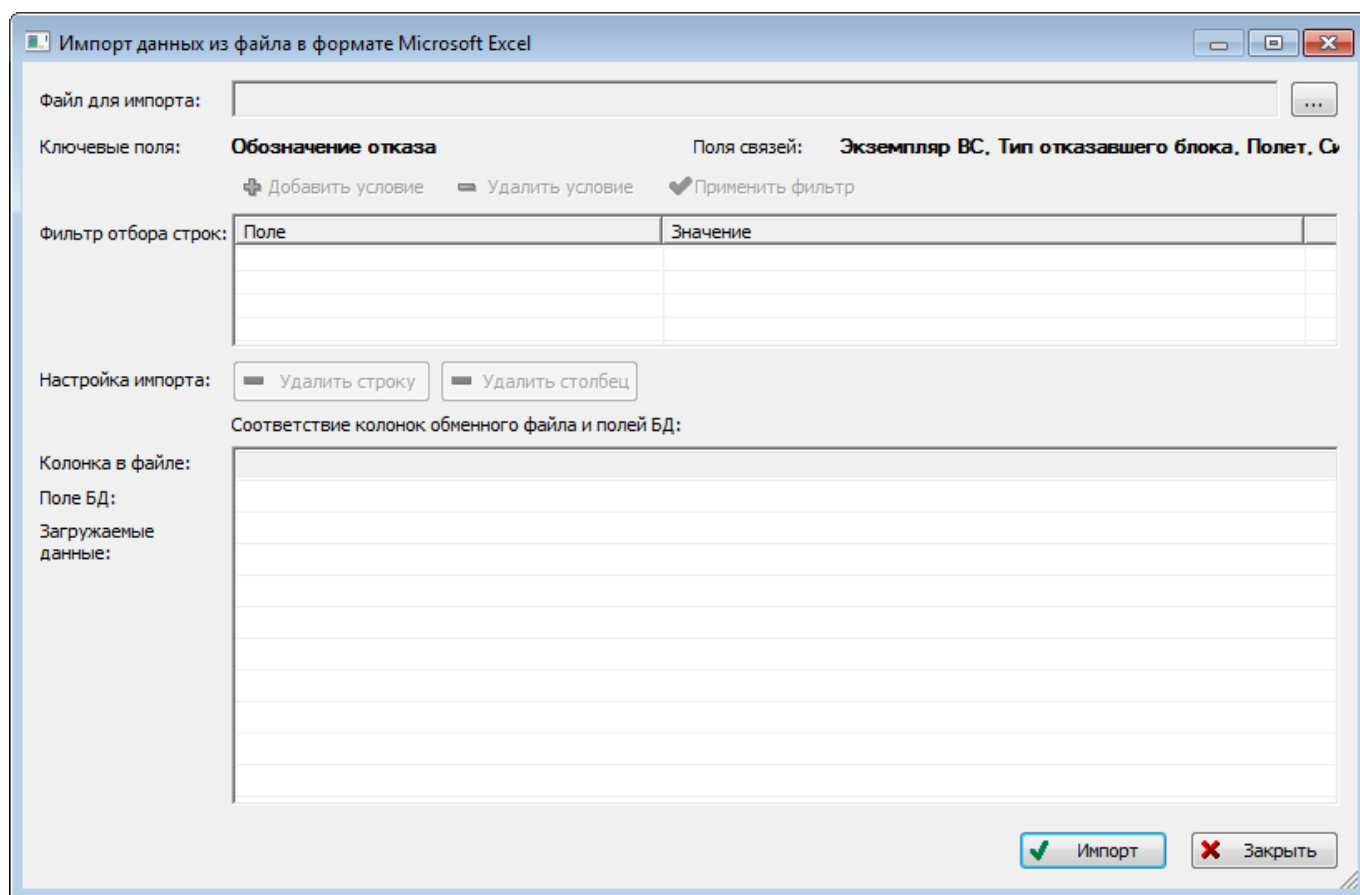 Импорт данных из файла в формате Microsoft Excel
Файл для импорта: ...
Ключевые поля: Обозначение отказа Поля связей: Экземпляр ВС, Тип отказавшего блока, Полет, Си
Добавить условие Удалить условие Применить фильтр
Фильтр отбора строк: Поле Значение
Настройка импорта: Удалить строку Удалить столбец
Соответствие колонок обменного файла и полей БД:
Колонка в файле:
Поле БД:
Загружаемые
данные:
Импорт Закрыть